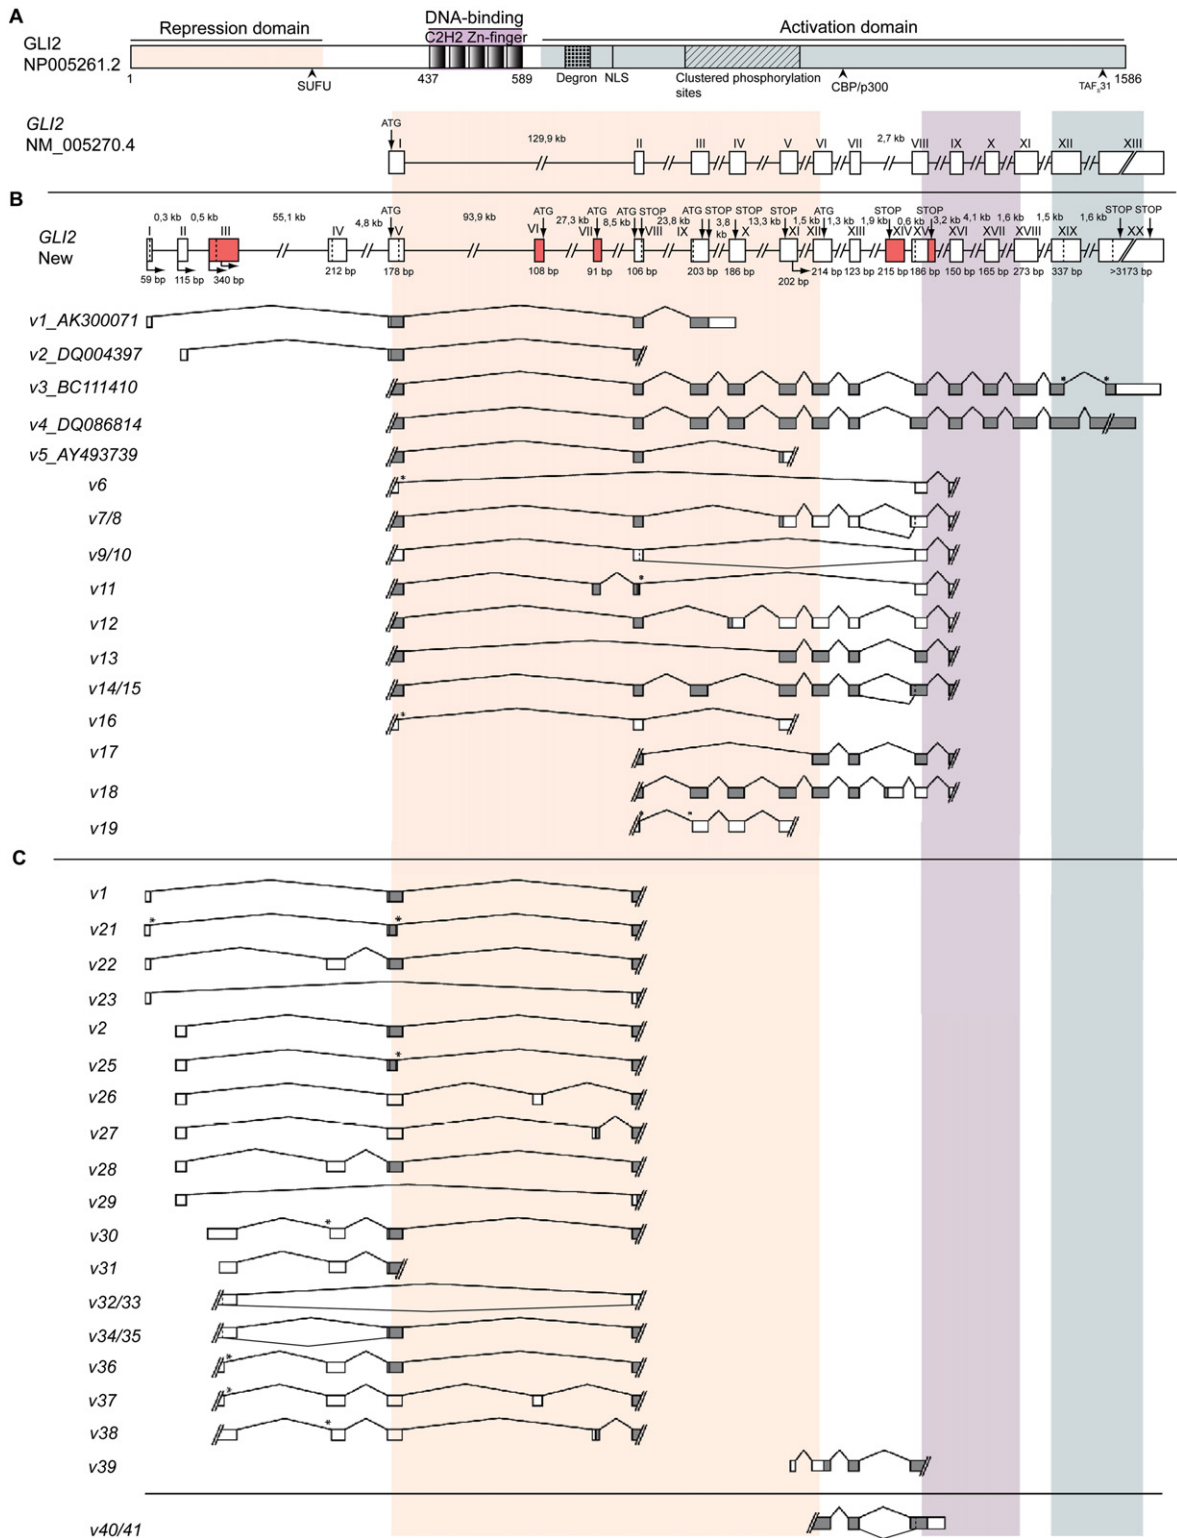 A
Repression domain
DNA-binding
C2H2 Zn-finger
Activation domain
GLI2
NP005261.2
1
SUFU
437
589
Degron
NLS
Clustered phosphorylation
sites
CBP/p300
TAFII31
1586
GLI2
NM_005270.4
ATG
I
129,9 kb
II
III
IV
V
VI
VII
2,7 kb
VIII
IX
X
XI
XII
XIII
B
GLI2
New
0,3 kb
0,5 kb
55,1 kb
4,8 kb
ATG
93,9 kb
ATG
27,3 kb
ATG
8,5 kb
ATG STOP
23,8 kb
ATG STOP
3,8
kb
STOP
13,3 kb
STOP
1,5 kb
ATG
1,3 kb
1,9 kb
STOP
0,6 kb
STOP
3,2 kb
4,1 kb
1,6 kb
1,5 kb
1,6 kb
STOP STOP
I
II
III
IV
V
VI
VII
VIII
IX
X
XI
XII
XIII
XIV
XV
XVI
XVII
XVIII
XIX
XX
59 bp
115 bp
340 bp
212 bp
178 bp
108 bp
91 bp
106 bp
203 bp
186 bp
202 bp
214 bp
123 bp
215 bp
186 bp
150 bp
165 bp
273 bp
337 bp
>3173 bp
v1_AK300071
v2_DQ004397
v3_BC111410
* *
v4_DQ086814
v5_AY493739
v6
*
v7/8
v9/10
v11
*
v12
v13
v14/15
v16
*
v17
v18
v19
* *
C
v1
v21
* *
v22
v23
v2
v25
*
v26
v27
v28
v29
v30
*
v31
v32/33
v34/35
v36
*
v37
*
v38
*
v39
v40/41